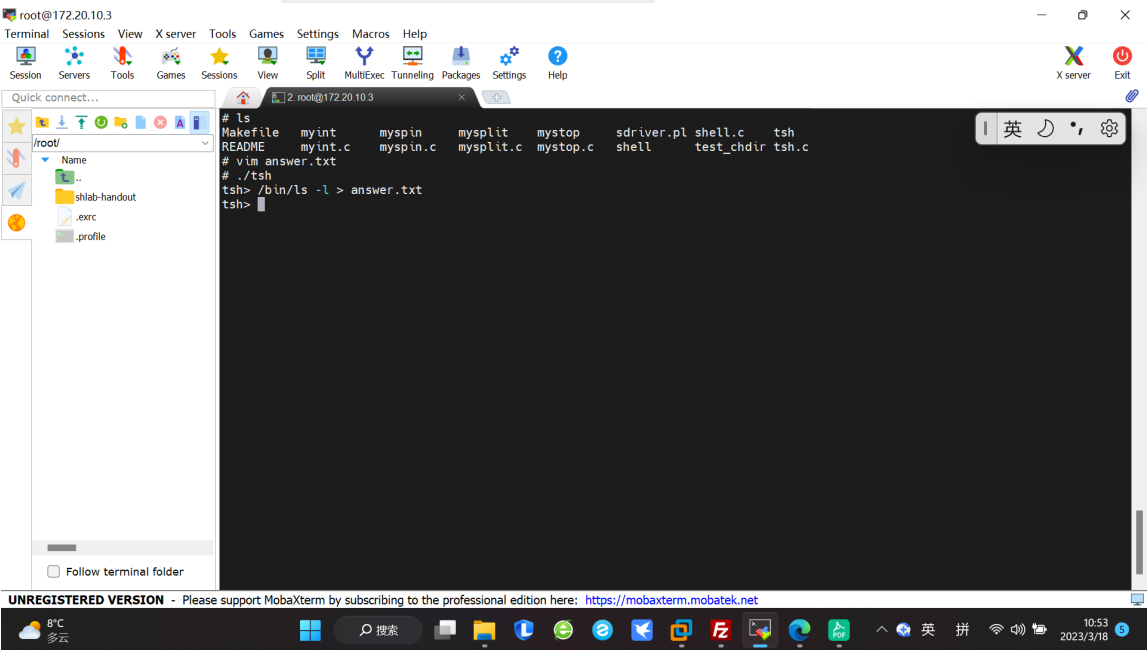 root@172.20.10.3
Terminal Sessions View X server Tools Games Settings Macros Help
Session Servers Tools Games Sessions View Split MultiExec Tunneling Packages Settings Help X server Exit
Quick connect...
2. root@172.20.10.3
/root/
Name
..
shlab-handout
.exrc
.profile
Follow terminal folder
# ls
Makefile myint myspin mysplit mystop sdriver.pl shell.c tsh
README myint.c myspin.c mysplit.c mystop.c shell test_chdir tsh.c
# vim answer.txt
# ./tsh
tsh> /bin/ls -l > answer.txt
tsh>
英
UNREGISTERED VERSION - Please support MobaXterm by subscribing to the professional edition here: https://mobaxterm.mobatek.net
8°C
多云
搜索
PDF
英 拼
10:53
2023/3/18
5